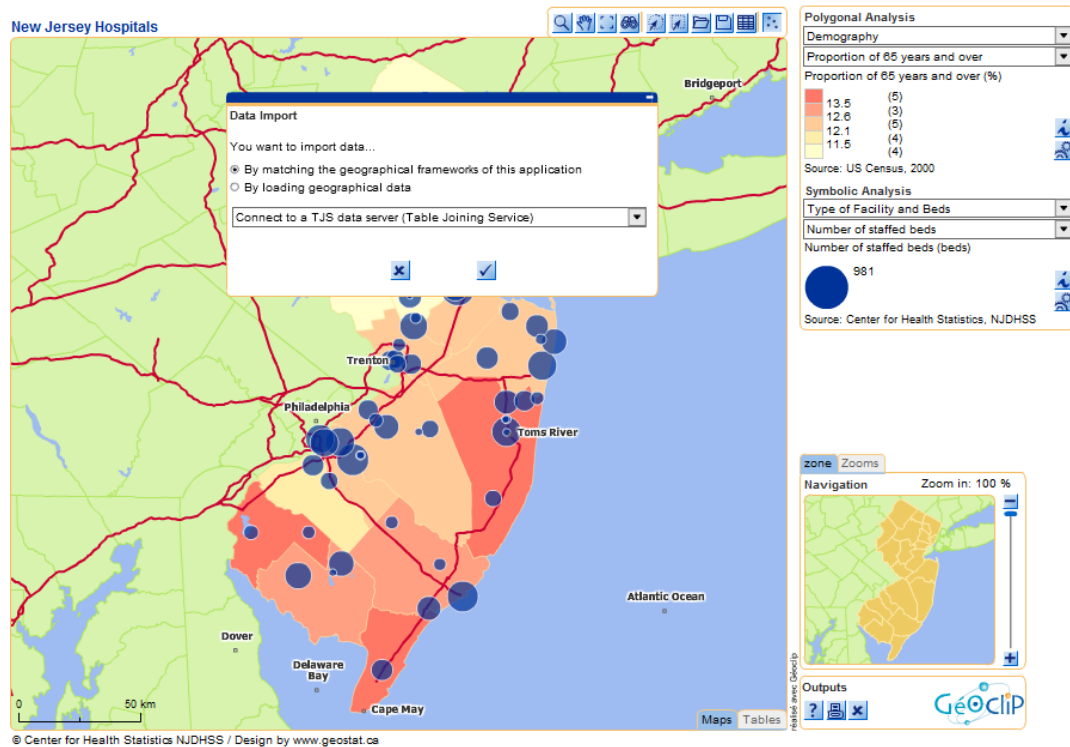 New Jersey Hospitals
Bridgeport
Data Import
You want to import data...
By matching the geographical frameworks of this application
By loading geographical data
Connect to a TJS data server (Table Joining Service)
Trenton
Philadelphia
Toms River
Atlantic Ocean
Dover
Delaware
Bay
Cape May
0 50 km
Maps Tables
réalisé avec Géoclip
© Center for Health Statistics NJDHSS / Design by www.geostat.ca
Polygonal Analysis
Demography
Proportion of 65 years and over
Proportion of 65 years and over (%)
(5)
13.5
(3)
12.6
(5)
12.1
(4)
11.5
(4)
Source: US Census, 2000
Symbolic Analysis
Type of Facility and Beds
Number of staffed beds
Number of staffed beds (beds)
981
Source: Center for Health Statistics, NJDHSS
zone Zooms
Navigation Zoom in: 100 %
Outputs
?
GéocliP